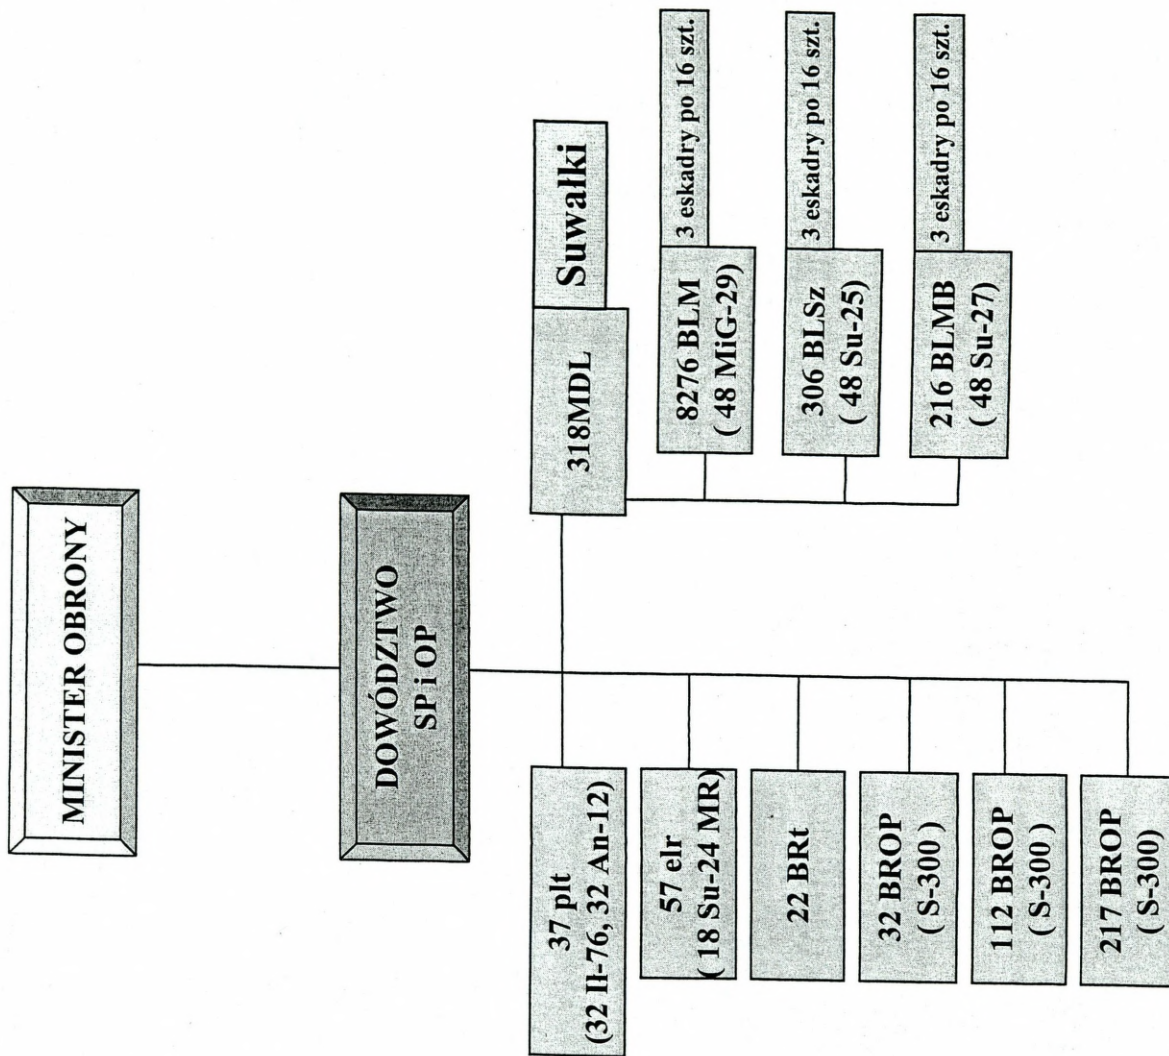 MINISTER OBRONY
DOWÓDZTWO
SP i OP
37 plt
(32 Ił-76, 32 An-12)
57 elr
( 18 Su-24 MR)
22 BRt
32 BROP
( S-300 )
112 BROP
( S-300 )
217 BROP
( S-300)
318MDL
Suwałki
8276 BLM
( 48 MiG-29)
3 eskadry po 16 szt.
306 BLSz
( 48 Su-25)
3 eskadry po 16 szt.
216 BLMB
( 48 Su-27)
3 eskadry po 16 szt.